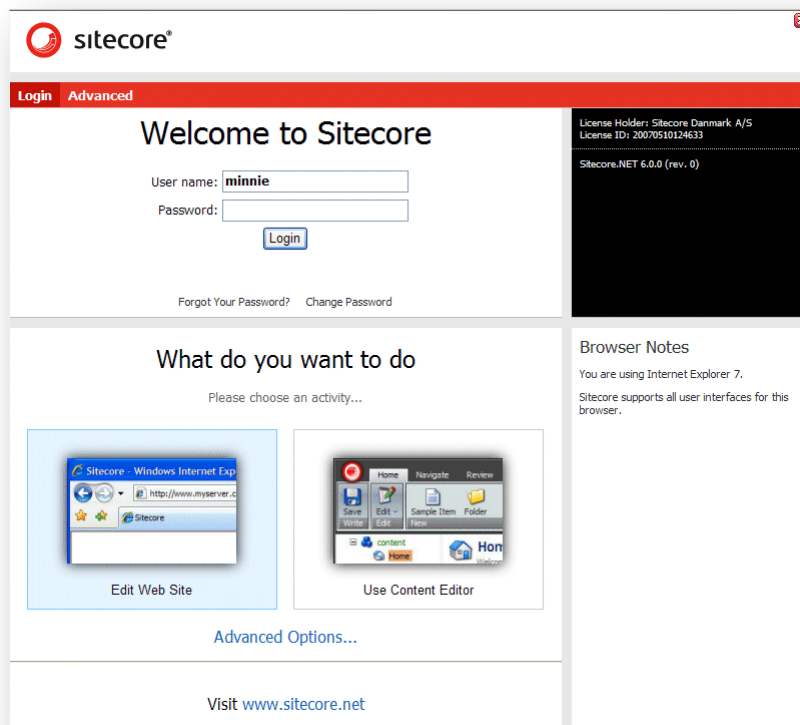 sitecore®
Login Advanced
Welcome to Sitecore
User name: minnie
Password:
Login
Forgot Your Password? Change Password
License Holder: Sitecore Danmark A/S
License ID: 20070510124633
Sitecore.NET 6.0.0 (rev. 0)
What do you want to do
Please choose an activity...
Sitecore - Windows Internet Exp
http://www.myserver.c
Sitecore
Edit Web Site
Home Navigate Review
Save Edit Sample Item Folder
Write Edit New
content
Home
Hom
Welcom
Use Content Editor
Advanced Options...
Visit www.sitecore.net
Browser Notes
You are using Internet Explorer 7.
Sitecore supports all user interfaces for this
browser.